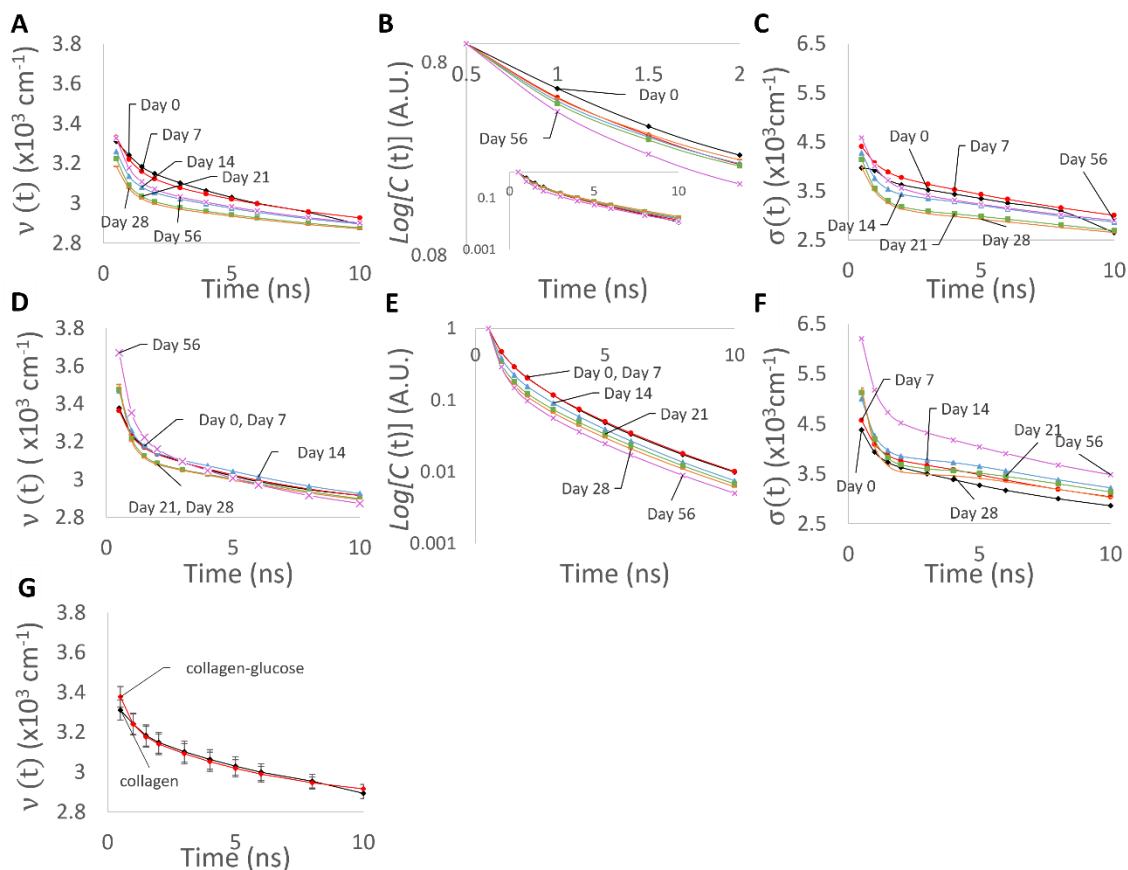 A
ν (t) (x10³ cm⁻¹)
3.8
3.6
3.4
3.2
3
2.8
0
5
10
Time (ns)
Day 0
Day 7
Day 14
Day 21
Day 28
Day 56
B
Log[C (t)] (A.U.)
0.8
0.08
0.5
1
1.5
2
Day 0
Day 56
0
5
10
0.1
0.001
Time (ns)
C
σ(t) (x10³cm⁻¹)
6.5
5.5
4.5
3.5
2.5
0
5
10
Time (ns)
Day 0
Day 7
Day 56
Day 14
Day 21
Day 28
D
ν (t) ( x10³ cm⁻¹)
3.8
3.6
3.4
3.2
3
2.8
0
5
10
Time (ns)
Day 56
Day 0, Day 7
Day 14
Day 21, Day 28
E
Log[C (t)] (A.U.)
1
0.1
0.01
0.001
0
5
10
Time (ns)
Day 0, Day 7
Day 14
Day 21
Day 28
Day 56
F
σ(t) (x10³cm⁻¹)
6.5
5.5
4.5
3.5
2.5
0
5
10
Time (ns)
Day 7
Day 14
Day 21
Day 56
Day 0
Day 28
G
ν (t) (x10³ cm⁻¹)
3.8
3.6
3.4
3.2
3
2.8
0
5
10
Time (ns)
collagen-glucose
collagen